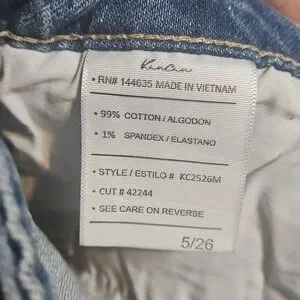 KanCan
• RN# 144635 MADE IN VIETNAM
• 99% COTTON / ALGODON
• 1% SPANDEX / ELASTANO
• STYLE / ESTILO # KC2526M
• CUT # 42244
• SEE CARE ON REVERSE
5/26